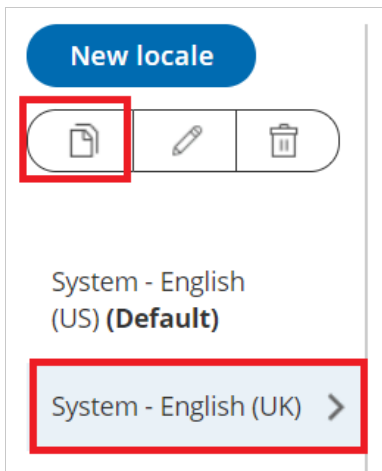 New locale
System - English
(US) (Default)
System - English (UK)